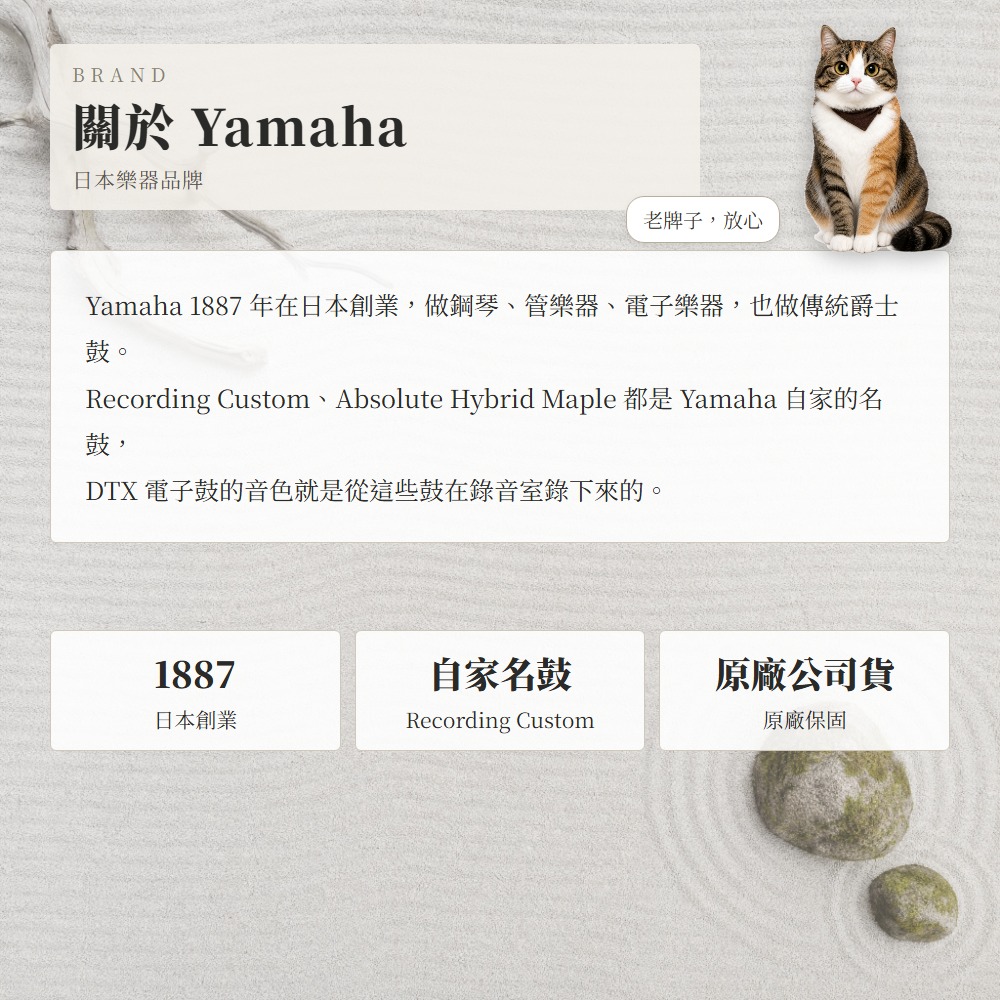 BRAND
關於 Yamaha
日本樂器品牌
老牌子，放心
Yamaha 1887 年在日本創業，做鋼琴、管樂器、電子樂器，也做傳統爵士
鼓。
Recording Custom、Absolute Hybrid Maple 都是 Yamaha 自家的名
鼓，
DTX 電子鼓的音色就是從這些鼓在錄音室錄下來的。
1887
日本創業
自家名鼓
Recording Custom
原廠公司貨
原廠保固